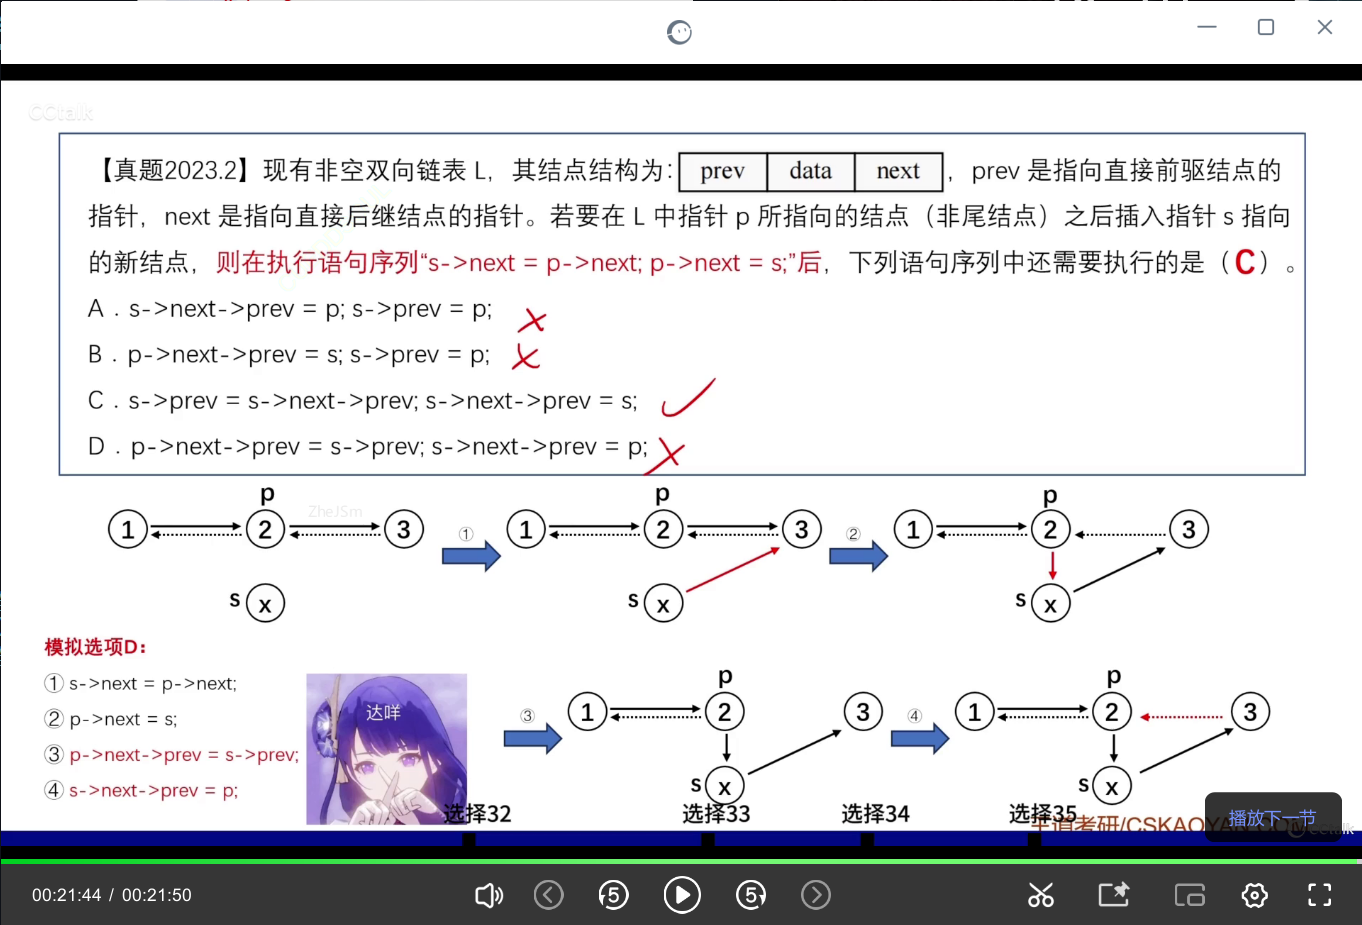 CCtalk
【真题2023.2】现有非空双向链表 L，其结点结构为：prev data next ，prev 是指向直接前驱结点的
指针，next 是指向直接后继结点的指针。若要在 L 中指针 p 所指向的结点（非尾结点）之后插入指针 s 指向
的新结点，则在执行语句序列“s->next = p->next; p->next = s;”后，下列语句序列中还需要执行的是（C）。
A．s->next->prev = p; s->prev = p;
B．p->next->prev = s; s->prev = p;
C．s->prev = s->next->prev; s->next->prev = s;
D．p->next->prev = s->prev; s->next->prev = p;
p p p
ZheJSm
1 2 3 ① 1 2 3 ② 1 2 3
s x s x s x
模拟选项D：
① s->next = p->next;
② p->next = s;
③ p->next->prev = s->prev;
④ s->next->prev = p;
达咩
p p
③ 1 2 3 ④ 1 2 3
s x s x
选择32 选择33 选择34 选择35
王道考研/CSKAOYAN.COM
播放下一节
CCtalk
00:21:44 / 00:21:50
5 5